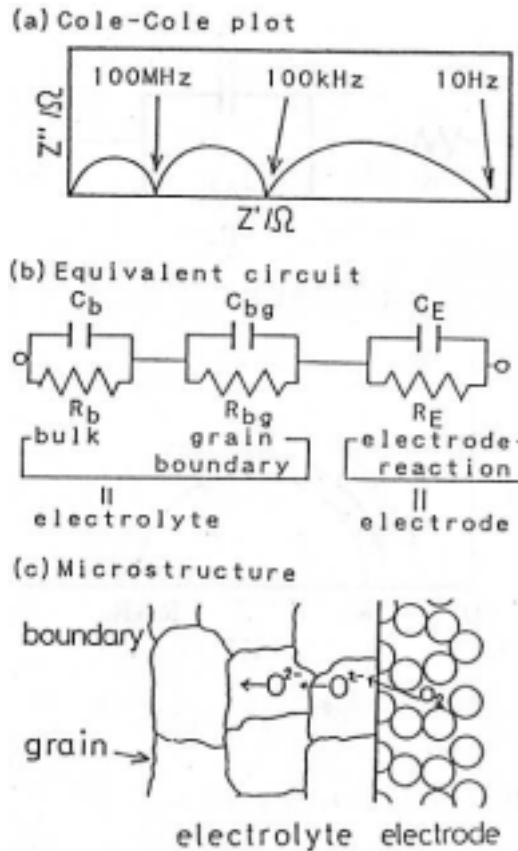 (a) Cole-Cole plot
100MHz 100kHz 10Hz
Z"/Ω
Z'/Ω
(b) Equivalent circuit
C_b C_bg C_E
R_b R_bg R_E
bulk grain boundary electrode-reaction
=
electrolyte
=
electrode
(c) Microstructure
boundary
O²⁻ O²⁻ O₂
grain
electrolyte electrode